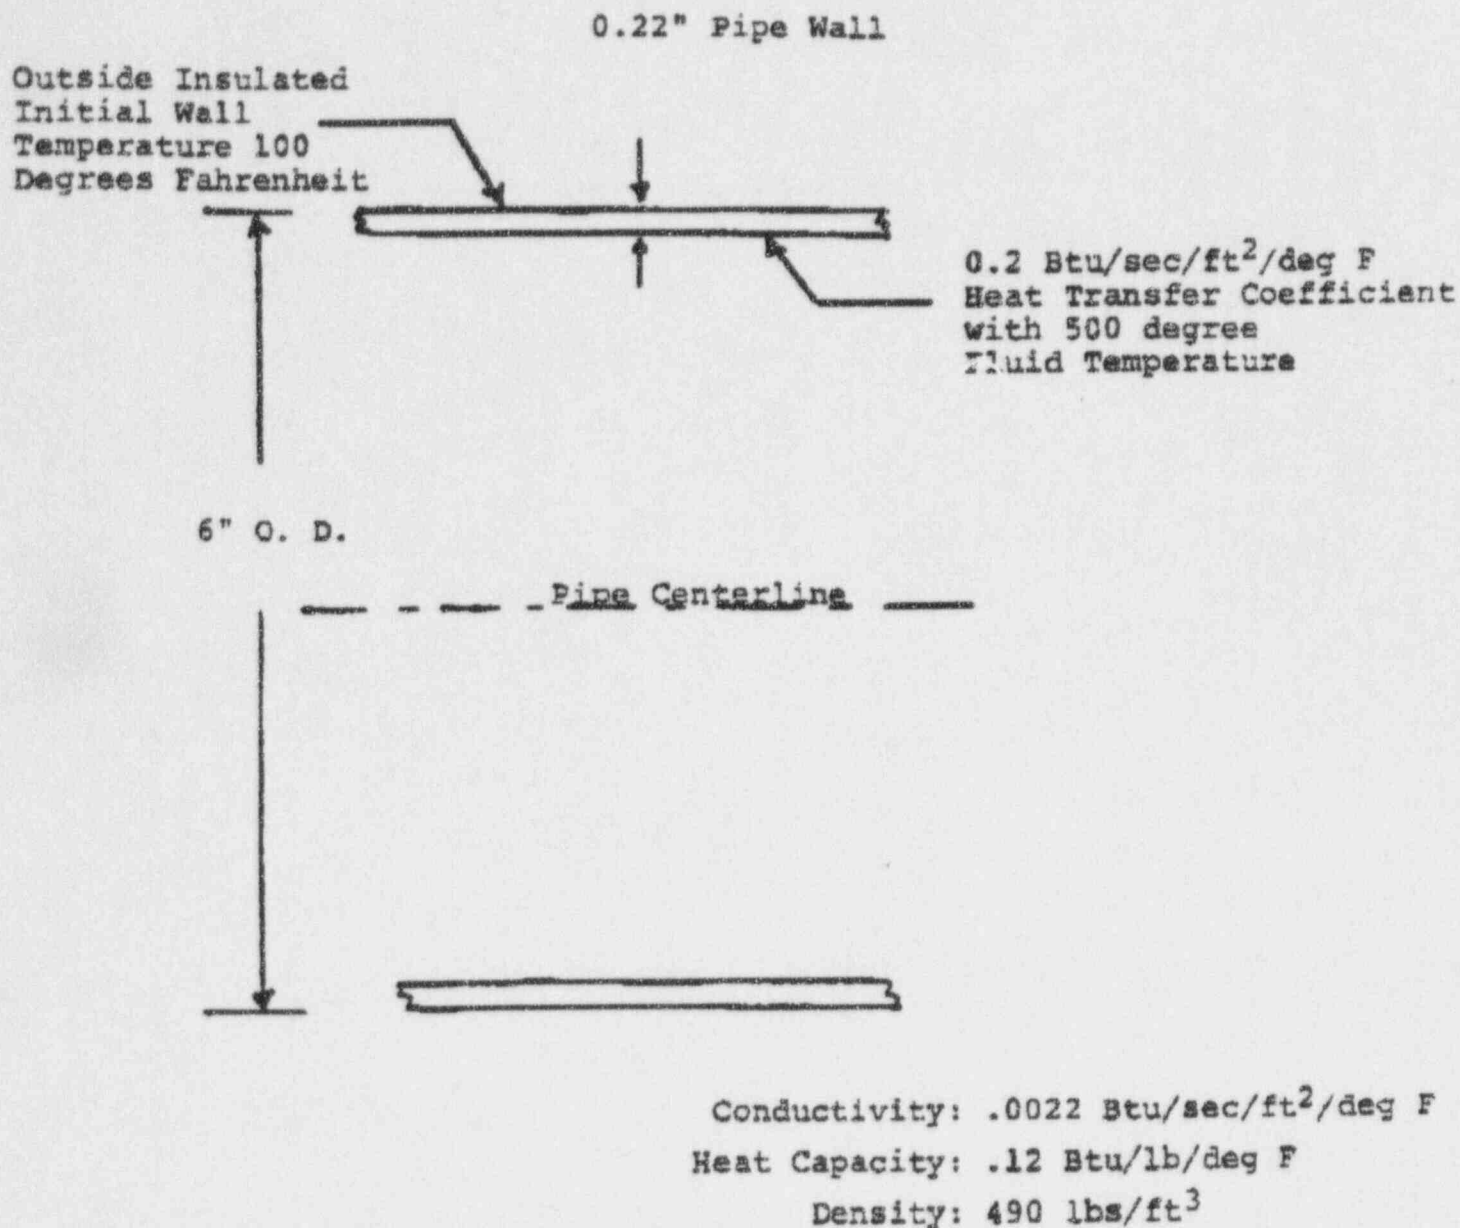 0.22" Pipe Wall
Outside Insulated
Initial Wall
Temperature 100
Degrees Fahrenheit
0.2 Btu/sec/ft²/deg F
Heat Transfer Coefficient
with 500 degree
Fluid Temperature
6" O. D.
Pipe Centerline
Conductivity: .0022 Btu/sec/ft²/deg F
Heat Capacity: .12 Btu/lb/deg F
Density: 490 lbs/ft³